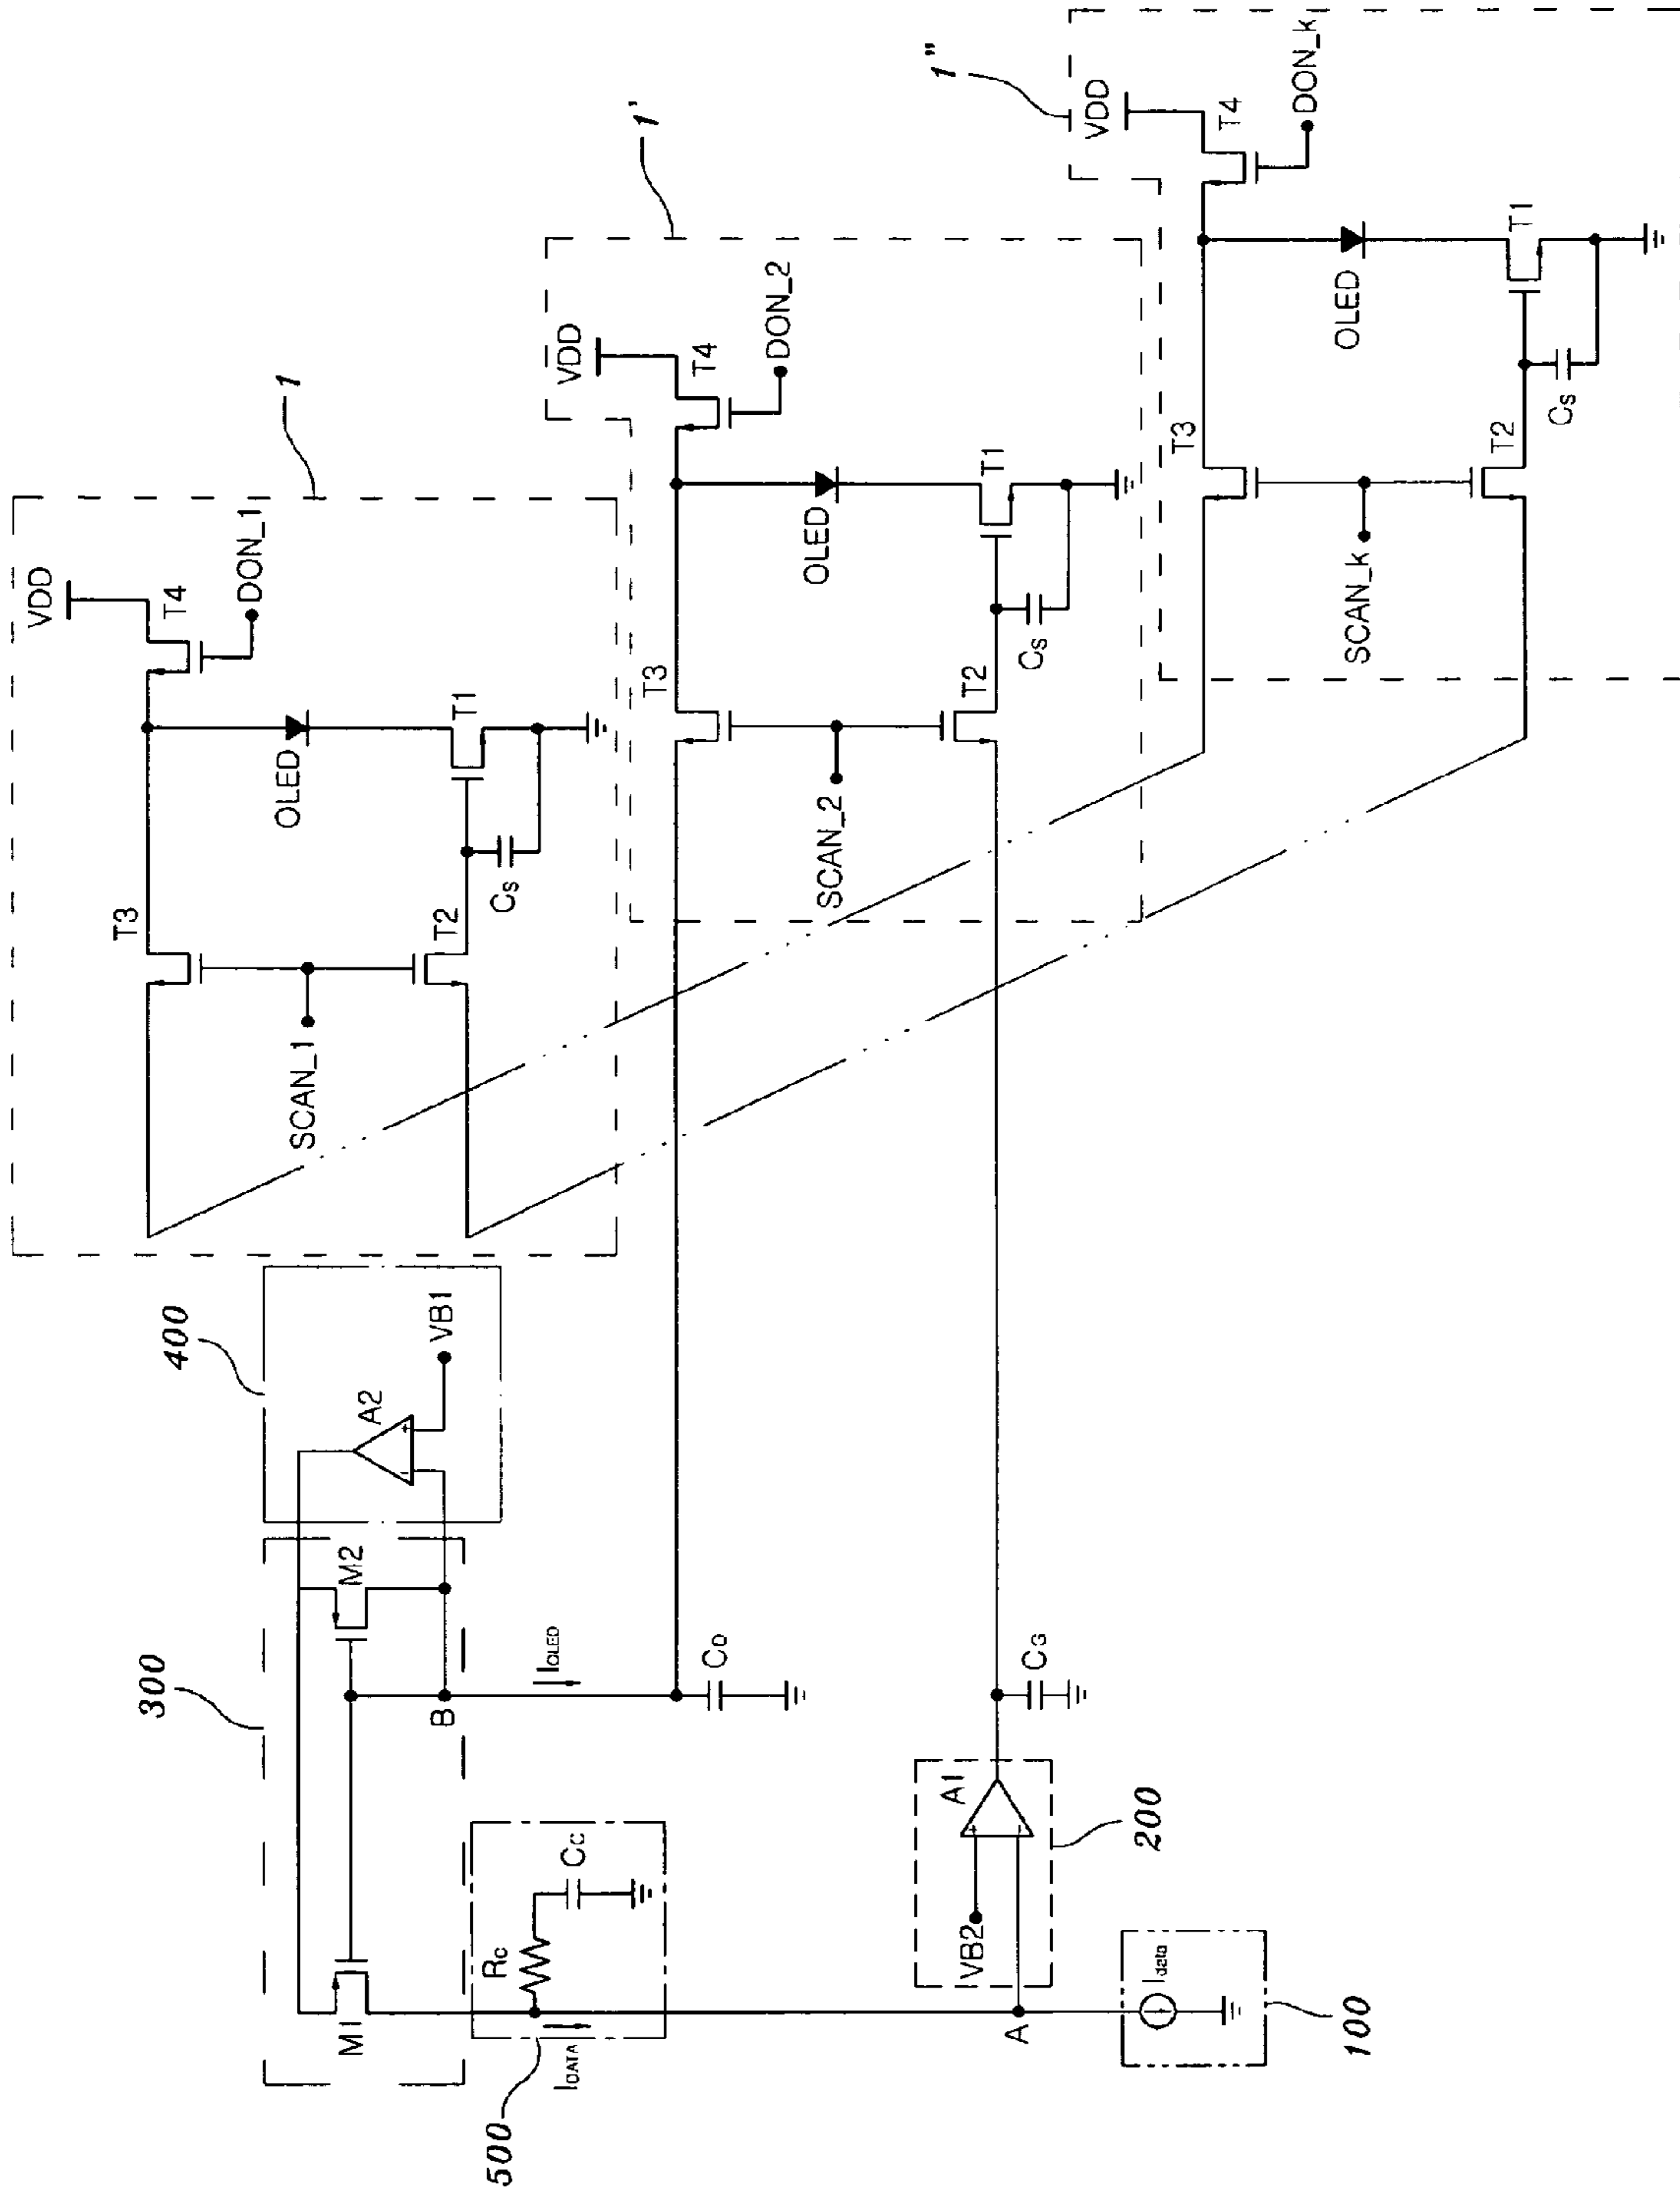 1
VDD
T4
DON_1
T3
OLED
T1
T2
Cs
SCAN_1
1'
VDD
T4
DON_2
T3
OLED
T1
T2
Cs
SCAN_2
1"
VDD
T4
DON_k
T3
OLED
T1
T2
Cs
SCAN_k
400
A2
VB1
+
-
300
M1
M2
B
IOLED
CD
500
Rc
Cc
IDATA
200
A1
+
-
VB2
CG
A
100
Idata